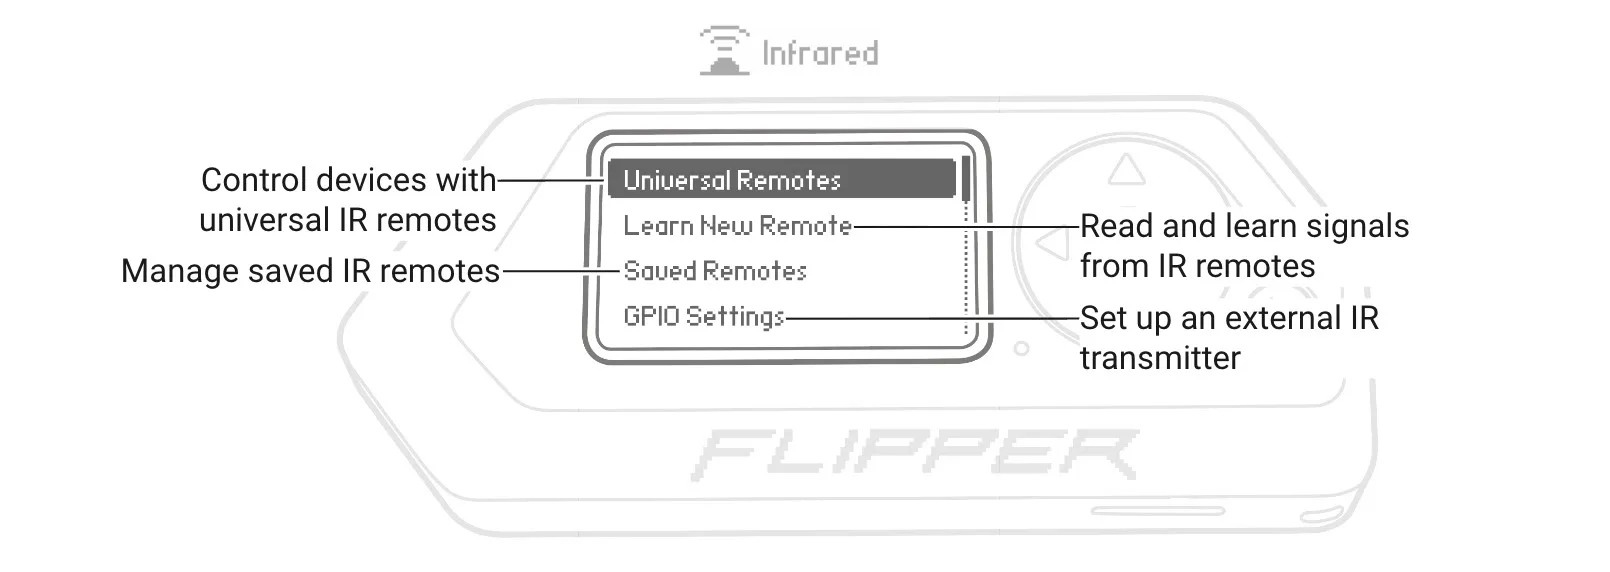 Infrared
Control devices with
universal IR remotes
Manage saved IR remotes
Universal Remotes
Learn New Remote
Saved Remotes
GPIO Settings
Read and learn signals
from IR remotes
Set up an external IR
transmitter
FLIPPER